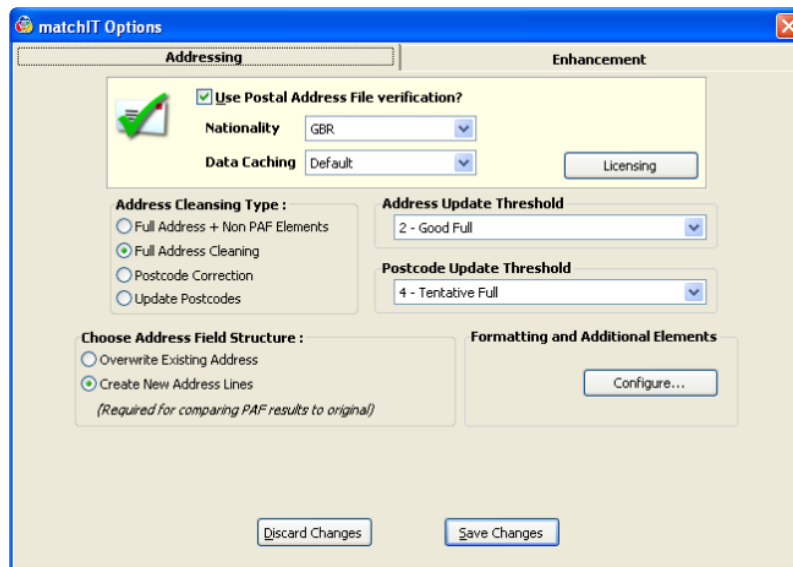 matchIT Options
Addressing
Enhancement
Use Postal Address File verification?
Nationality
GBR
Data Caching
Default
Licensing
Address Cleansing Type :
Full Address + Non PAF Elements
Full Address Cleaning
Postcode Correction
Update Postcodes
Address Update Threshold
2 - Good Full
Postcode Update Threshold
4 - Tentative Full
Choose Address Field Structure :
Overwrite Existing Address
Create New Address Lines
(Required for comparing PAF results to original)
Formatting and Additional Elements
Configure...
Discard Changes
Save Changes